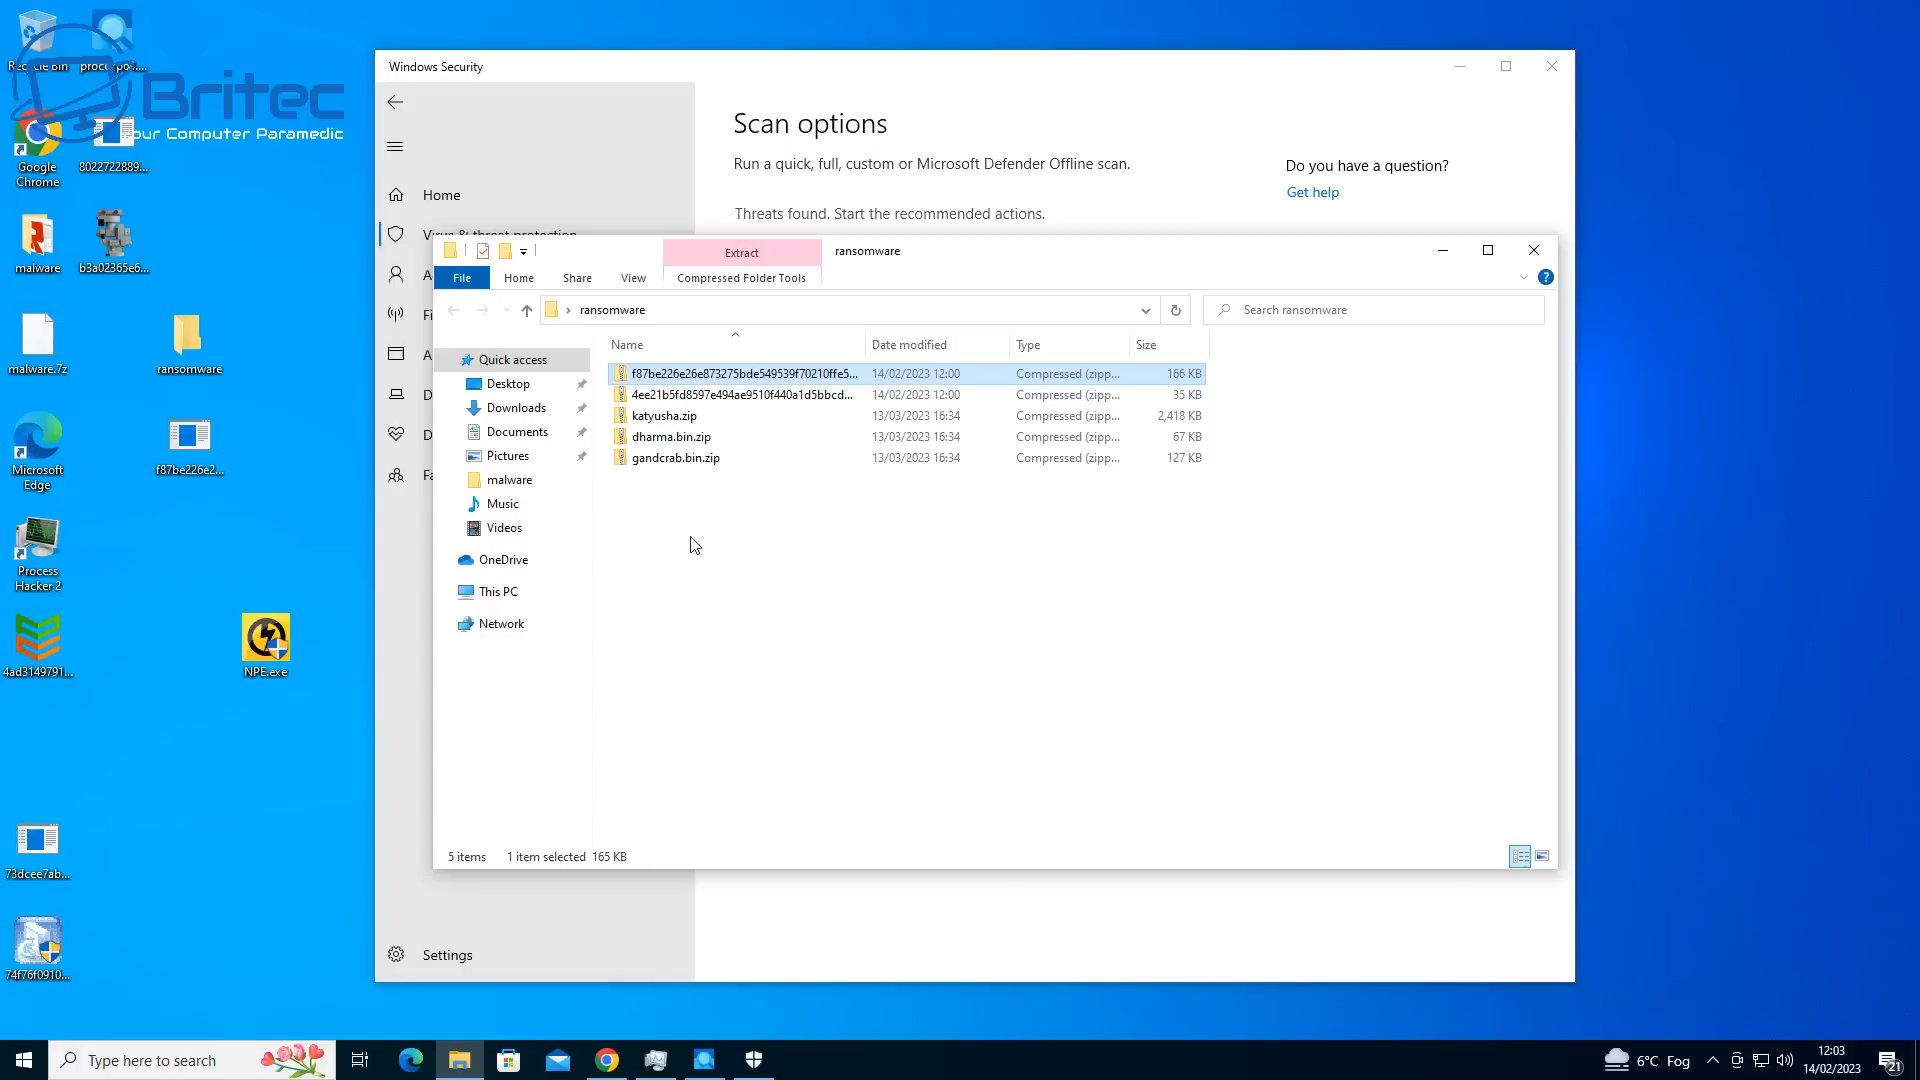 Recycle Bin
procexp64....
Britec
Your Computer Paramedic
Google Chrome
8022722889...
malware
b3a02365e6...
malware.7z
ransomware
Microsoft Edge
f87be226e2...
Process Hacker 2
4ad3149791...
NPE.exe
73dcee7ab...
74f76f0910...
Windows Security
Home
Virus & threat protection
A
Fi
A
D
D
Fa
Settings
Scan options
Run a quick, full, custom or Microsoft Defender Offline scan.
Threats found. Start the recommended actions.
Do you have a question?
Get help
Extract
ransomware
File
Home
Share
View
Compressed Folder Tools
ransomware
Search ransomware
Quick access
Desktop
Downloads
Documents
Pictures
malware
Music
Videos
OneDrive
This PC
Network
Name Date modified Type Size
f87be226e26e873275bde549539f70210ffe5... 14/02/2023 12:00 Compressed (zipp... 166 KB
4ee21b5fd8597e494ae9510f440a1d5bbcd... 14/02/2023 12:00 Compressed (zipp... 35 KB
katyusha.zip 13/03/2023 16:34 Compressed (zipp... 2,418 KB
dharma.bin.zip 13/03/2023 16:34 Compressed (zipp... 67 KB
gandcrab.bin.zip 13/03/2023 16:34 Compressed (zipp... 127 KB
5 items 1 item selected 165 KB
Type here to search
6°C Fog
12:03
14/02/2023
21